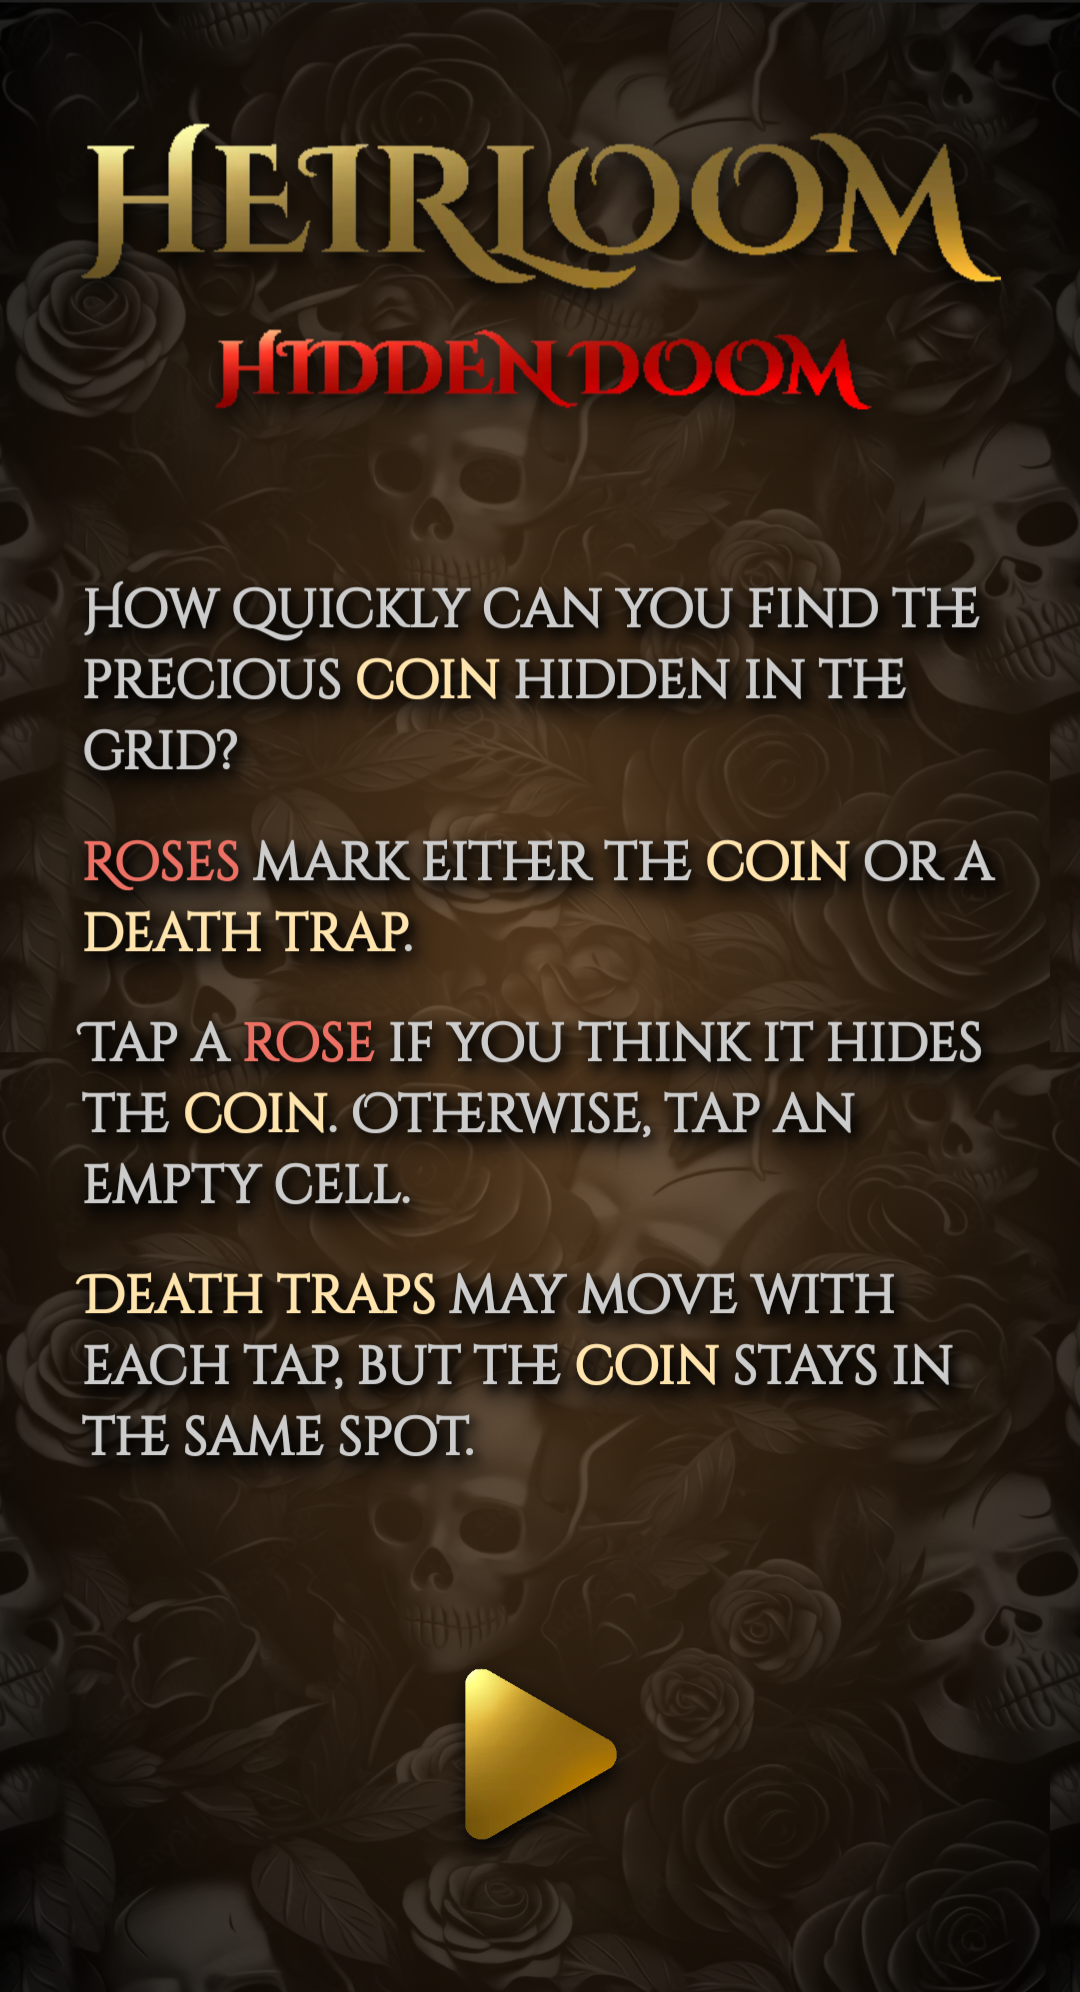 Heirloom
Hidden Doom
How quickly can you find the
precious coin hidden in the
grid?
Roses mark either the coin or a
death trap.
Tap a rose if you think it hides
the coin. Otherwise, tap an
empty cell.
Death traps may move with
each tap, but the coin stays in
the same spot.